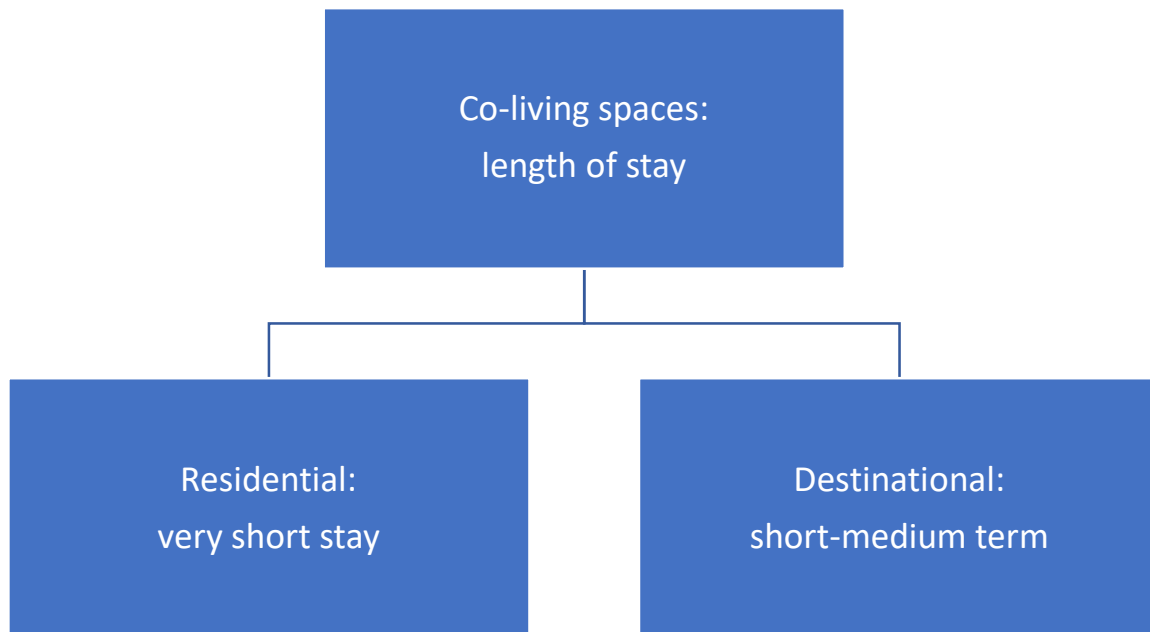 Co-living spaces:
length of stay
Residential:
very short stay
Destinational:
short-medium term